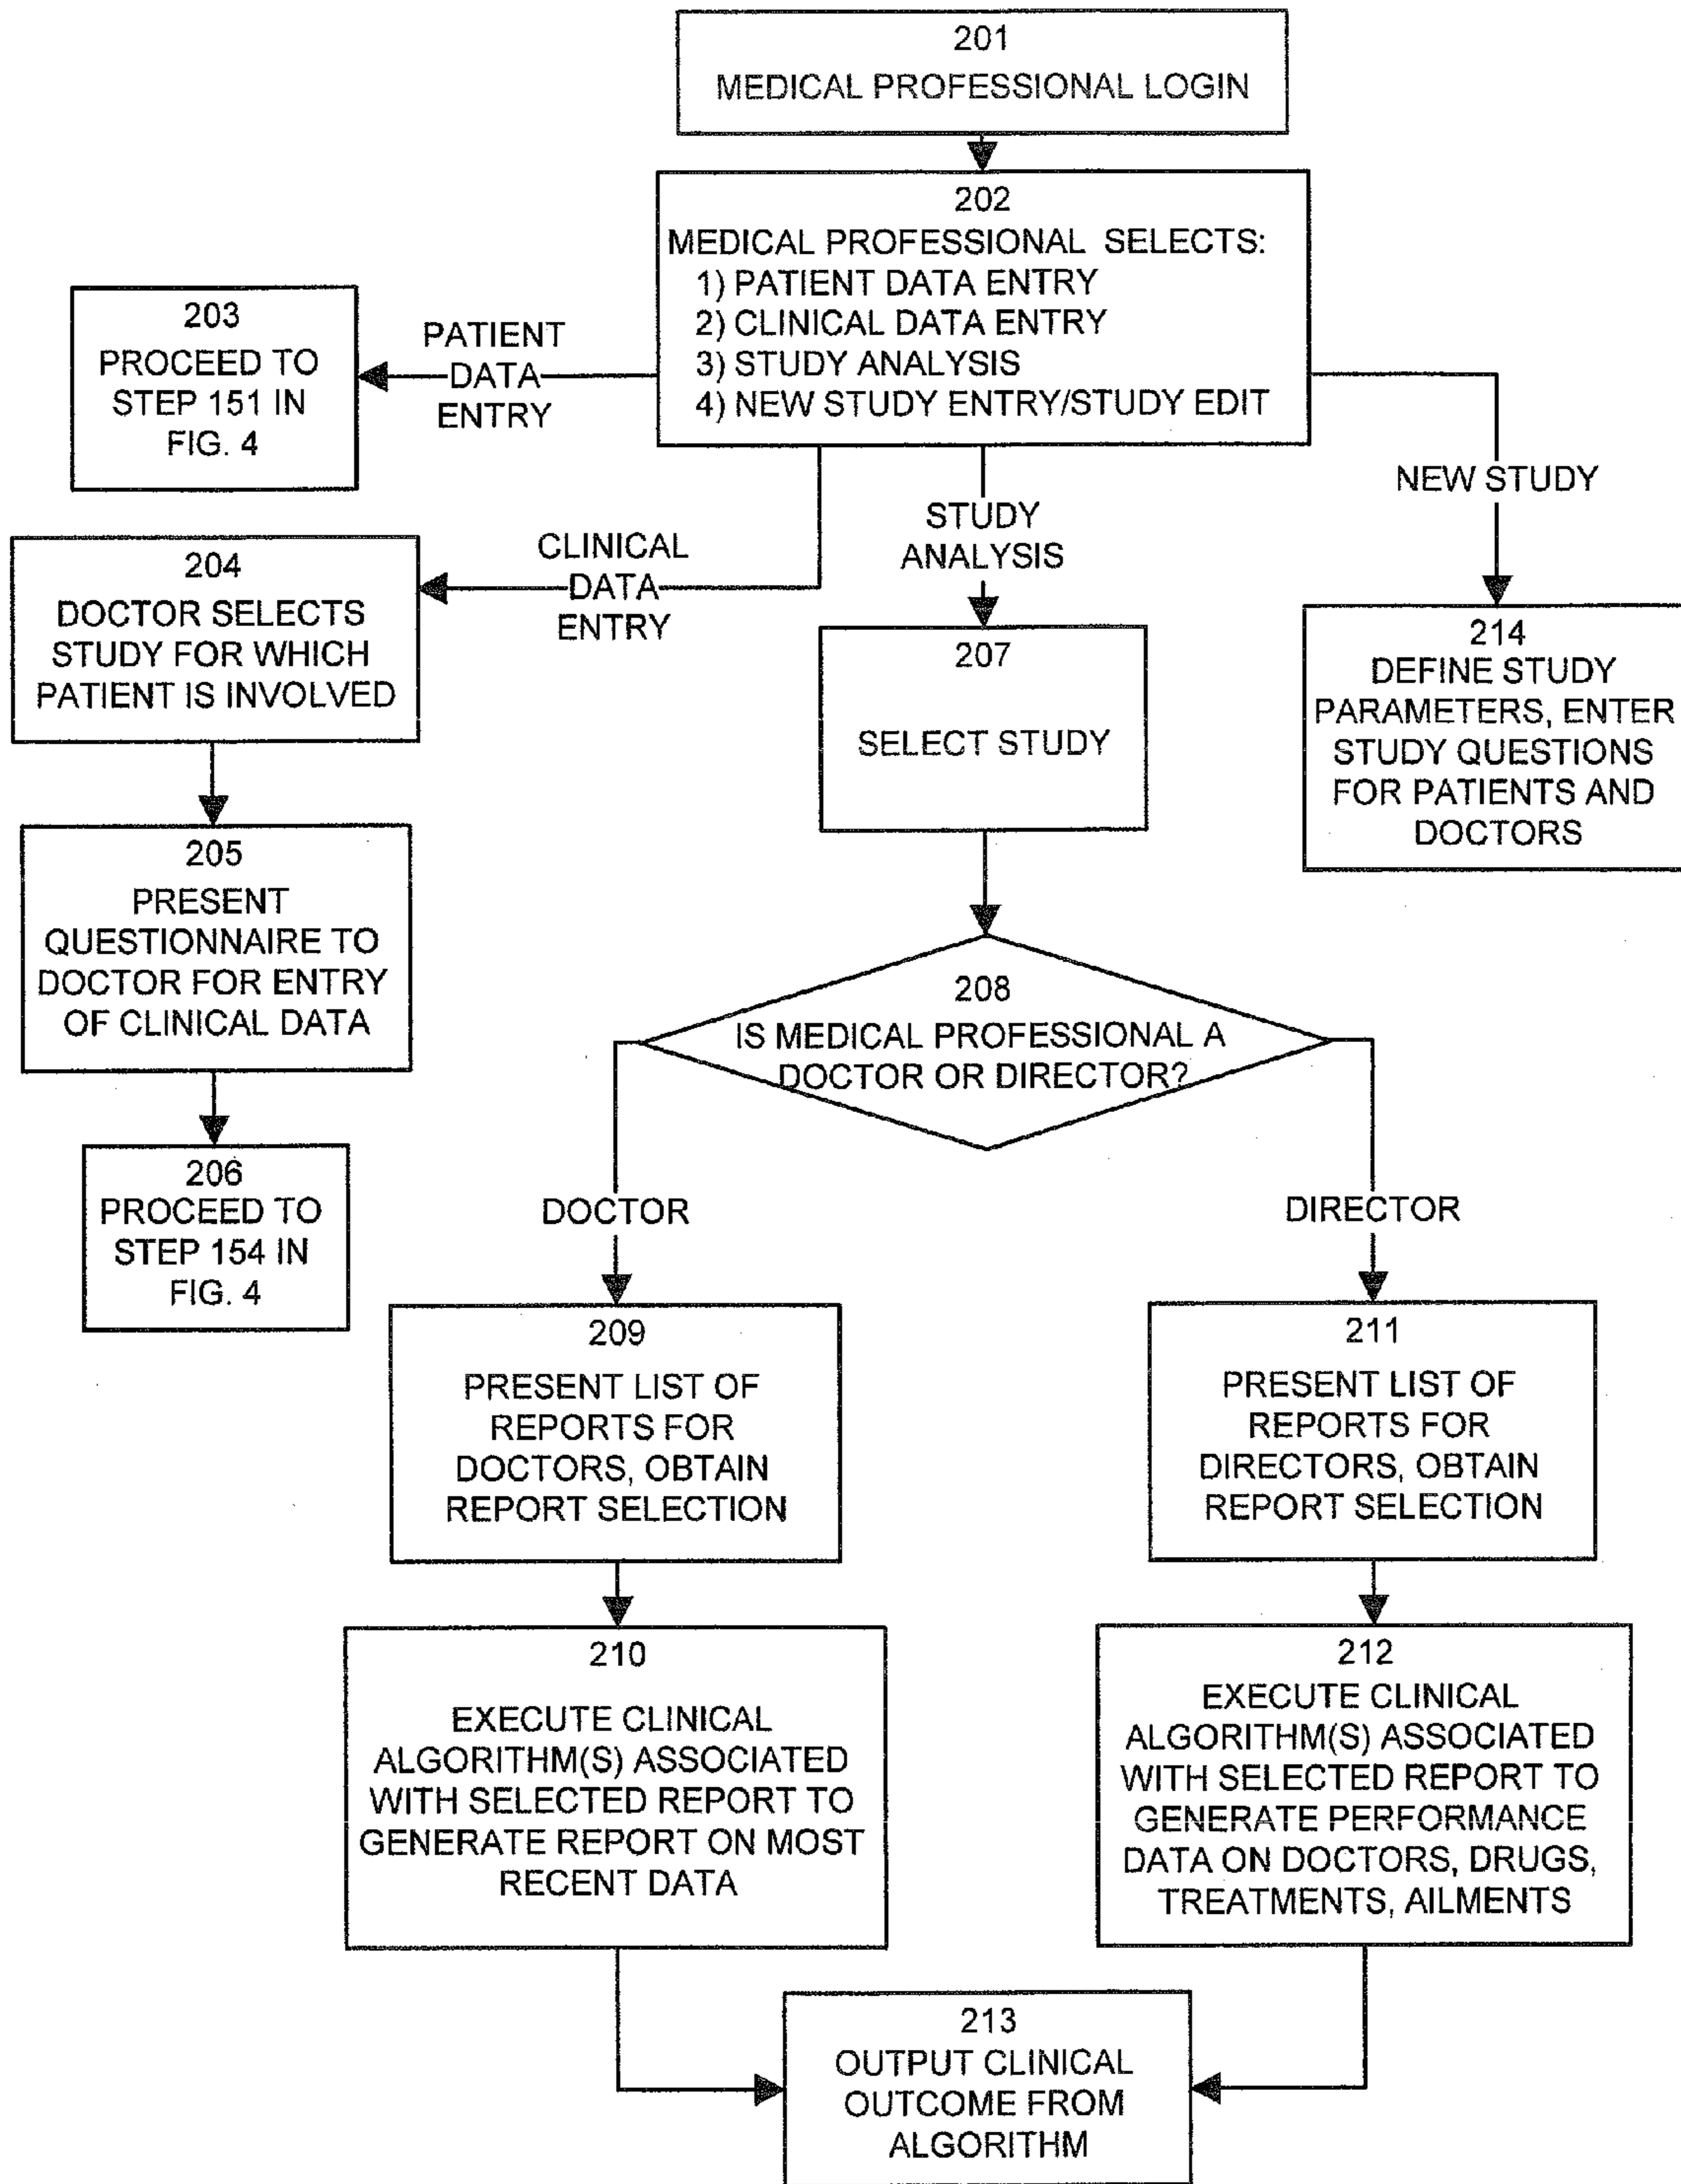 201
MEDICAL PROFESSIONAL LOGIN
202
MEDICAL PROFESSIONAL SELECTS:
1) PATIENT DATA ENTRY
2) CLINICAL DATA ENTRY
3) STUDY ANALYSIS
4) NEW STUDY ENTRY/STUDY EDIT
PATIENT
DATA
ENTRY
203
PROCEED TO
STEP 151 IN
FIG. 4
CLINICAL
DATA
ENTRY
204
DOCTOR SELECTS
STUDY FOR WHICH
PATIENT IS INVOLVED
205
PRESENT
QUESTIONNAIRE TO
DOCTOR FOR ENTRY
OF CLINICAL DATA
206
PROCEED TO
STEP 154 IN
FIG. 4
STUDY
ANALYSIS
207
SELECT STUDY
NEW STUDY
214
DEFINE STUDY
PARAMETERS, ENTER
STUDY QUESTIONS
FOR PATIENTS AND
DOCTORS
208
IS MEDICAL PROFESSIONAL A
DOCTOR OR DIRECTOR?
DOCTOR
209
PRESENT LIST OF
REPORTS FOR
DOCTORS, OBTAIN
REPORT SELECTION
210
EXECUTE CLINICAL
ALGORITHM(S) ASSOCIATED
WITH SELECTED REPORT TO
GENERATE REPORT ON MOST
RECENT DATA
DIRECTOR
211
PRESENT LIST OF
REPORTS FOR
DIRECTORS, OBTAIN
REPORT SELECTION
212
EXECUTE CLINICAL
ALGORITHM(S) ASSOCIATED
WITH SELECTED REPORT TO
GENERATE PERFORMANCE
DATA ON DOCTORS, DRUGS,
TREATMENTS, AILMENTS
213
OUTPUT CLINICAL
OUTCOME FROM
ALGORITHM